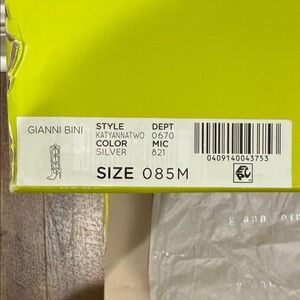 GIANNI BINI
STYLE DEPT
KATYANNATWO 0670
COLOR MIC
SILVER 821
0409140043753
SIZE 085M